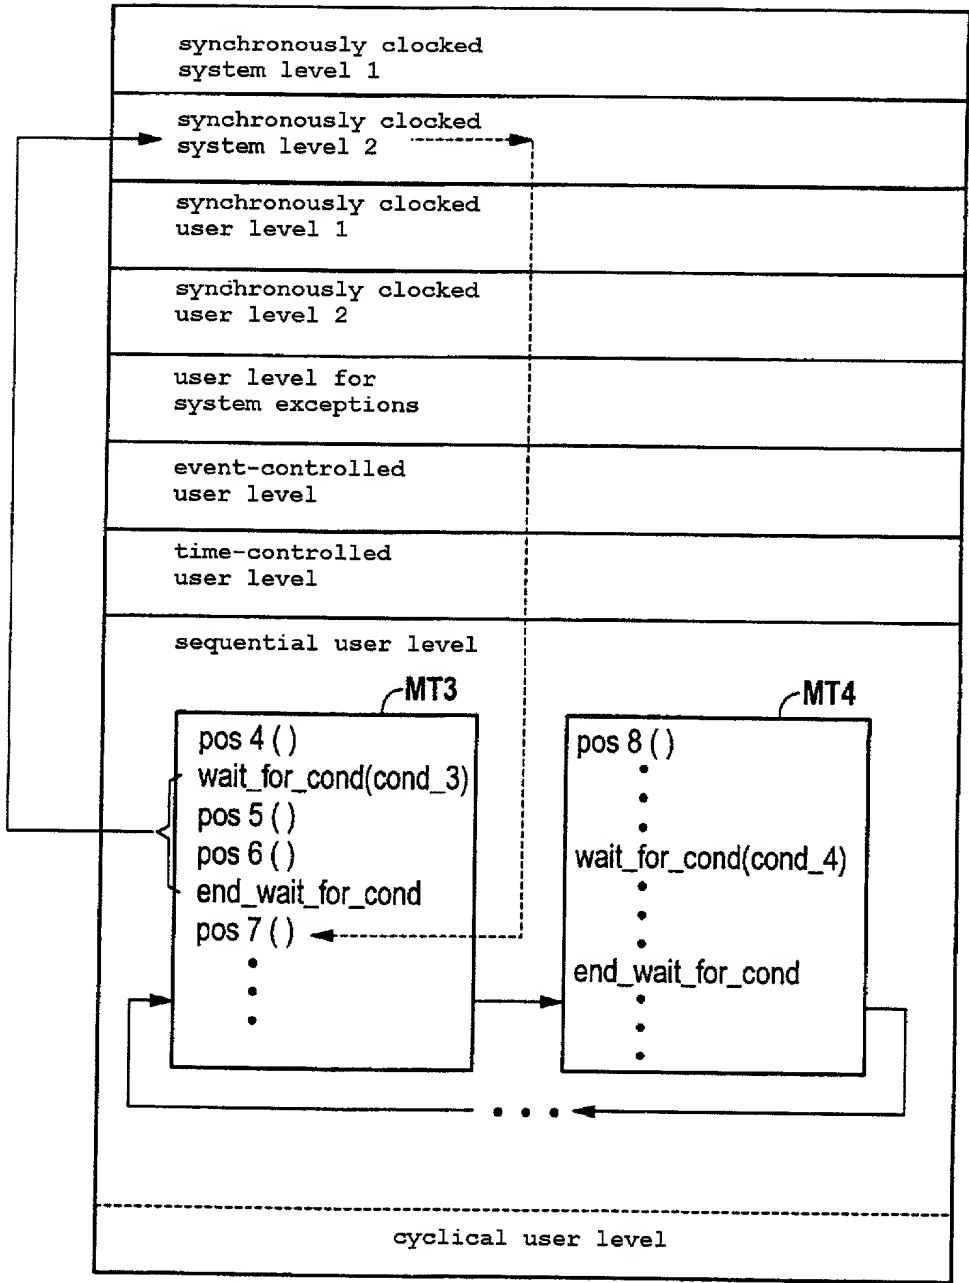 synchronously clocked
system level 1
synchronously clocked
system level 2
synchronously clocked
user level 1
synchronously clocked
user level 2
user level for
system exceptions
event-controlled
user level
time-controlled
user level
sequential user level
MT3
pos 4 ( )
wait_for_cond(cond_3)
pos 5 ( )
pos 6 ( )
end_wait_for_cond
pos 7 ( )
MT4
pos 8 ( )
wait_for_cond(cond_4)
end_wait_for_cond
cyclical user level